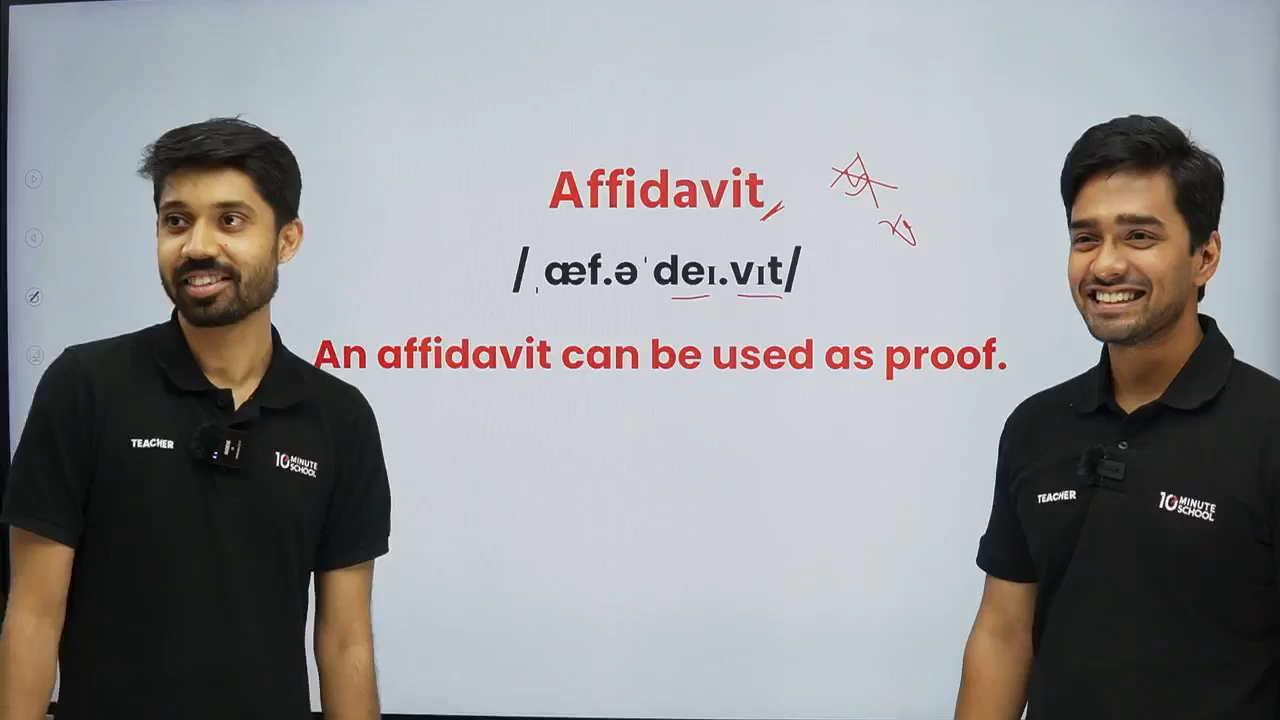 Affidavit
/ˌæf.əˈdeɪ.vɪt/
An affidavit can be used as proof.
TEACHER
10 MINUTE
SCHOOL
TEACHER
10 MINUTE
SCHOOL